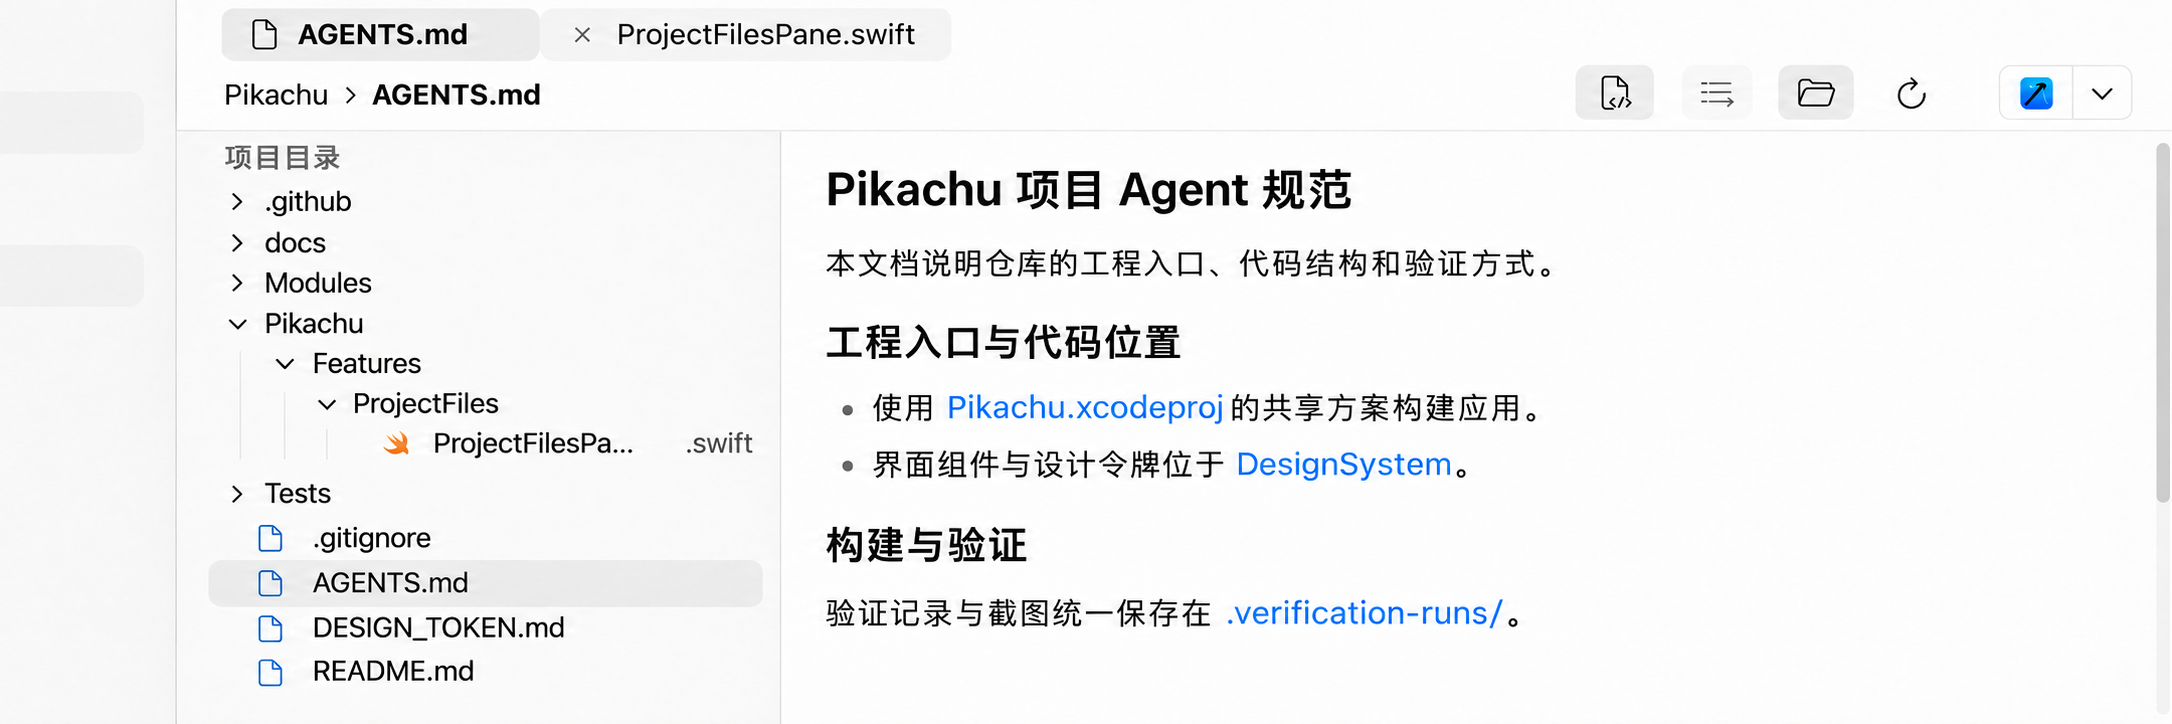 AGENTS.md
ProjectFilesPane.swift
Pikachu > AGENTS.md
项目目录
.github
docs
Modules
Pikachu
Features
ProjectFiles
ProjectFilesPa... .swift
Tests
.gitignore
AGENTS.md
DESIGN_TOKEN.md
README.md
Pikachu 项目 Agent 规范
本文档说明仓库的工程入口、代码结构和验证方式。
工程入口与代码位置
• 使用 Pikachu.xcodeproj 的共享方案构建应用。
• 界面组件与设计令牌位于 DesignSystem。
构建与验证
验证记录与截图统一保存在 .verification-runs/。